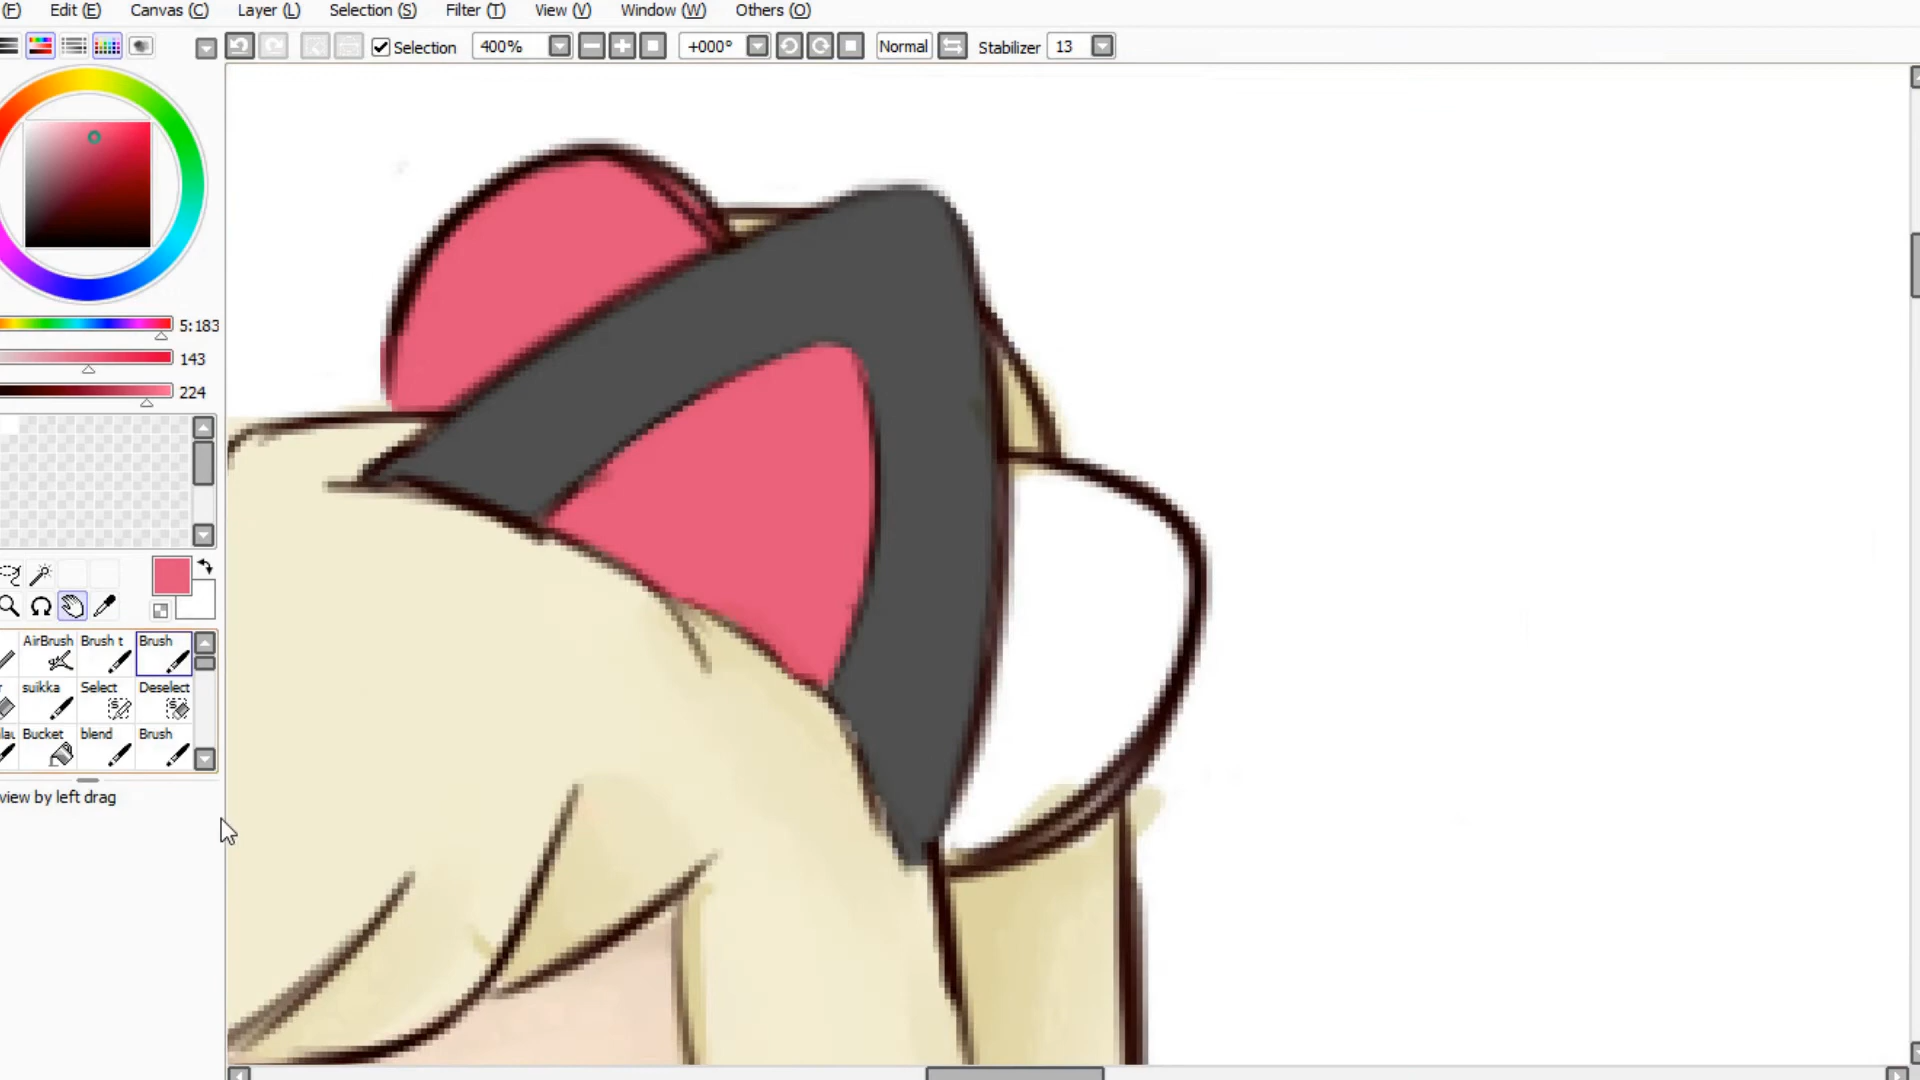 (F) Edit (E) Canvas (C) Layer (L) Selection (S) Filter (T) View (V) Window (W) Others (O)
Selection 400% +000° Normal Stabilizer 13
5:183
143
224
AirBrush Brush t Brush
suikka Select Deselect
Bucket blend Brush
view by left drag